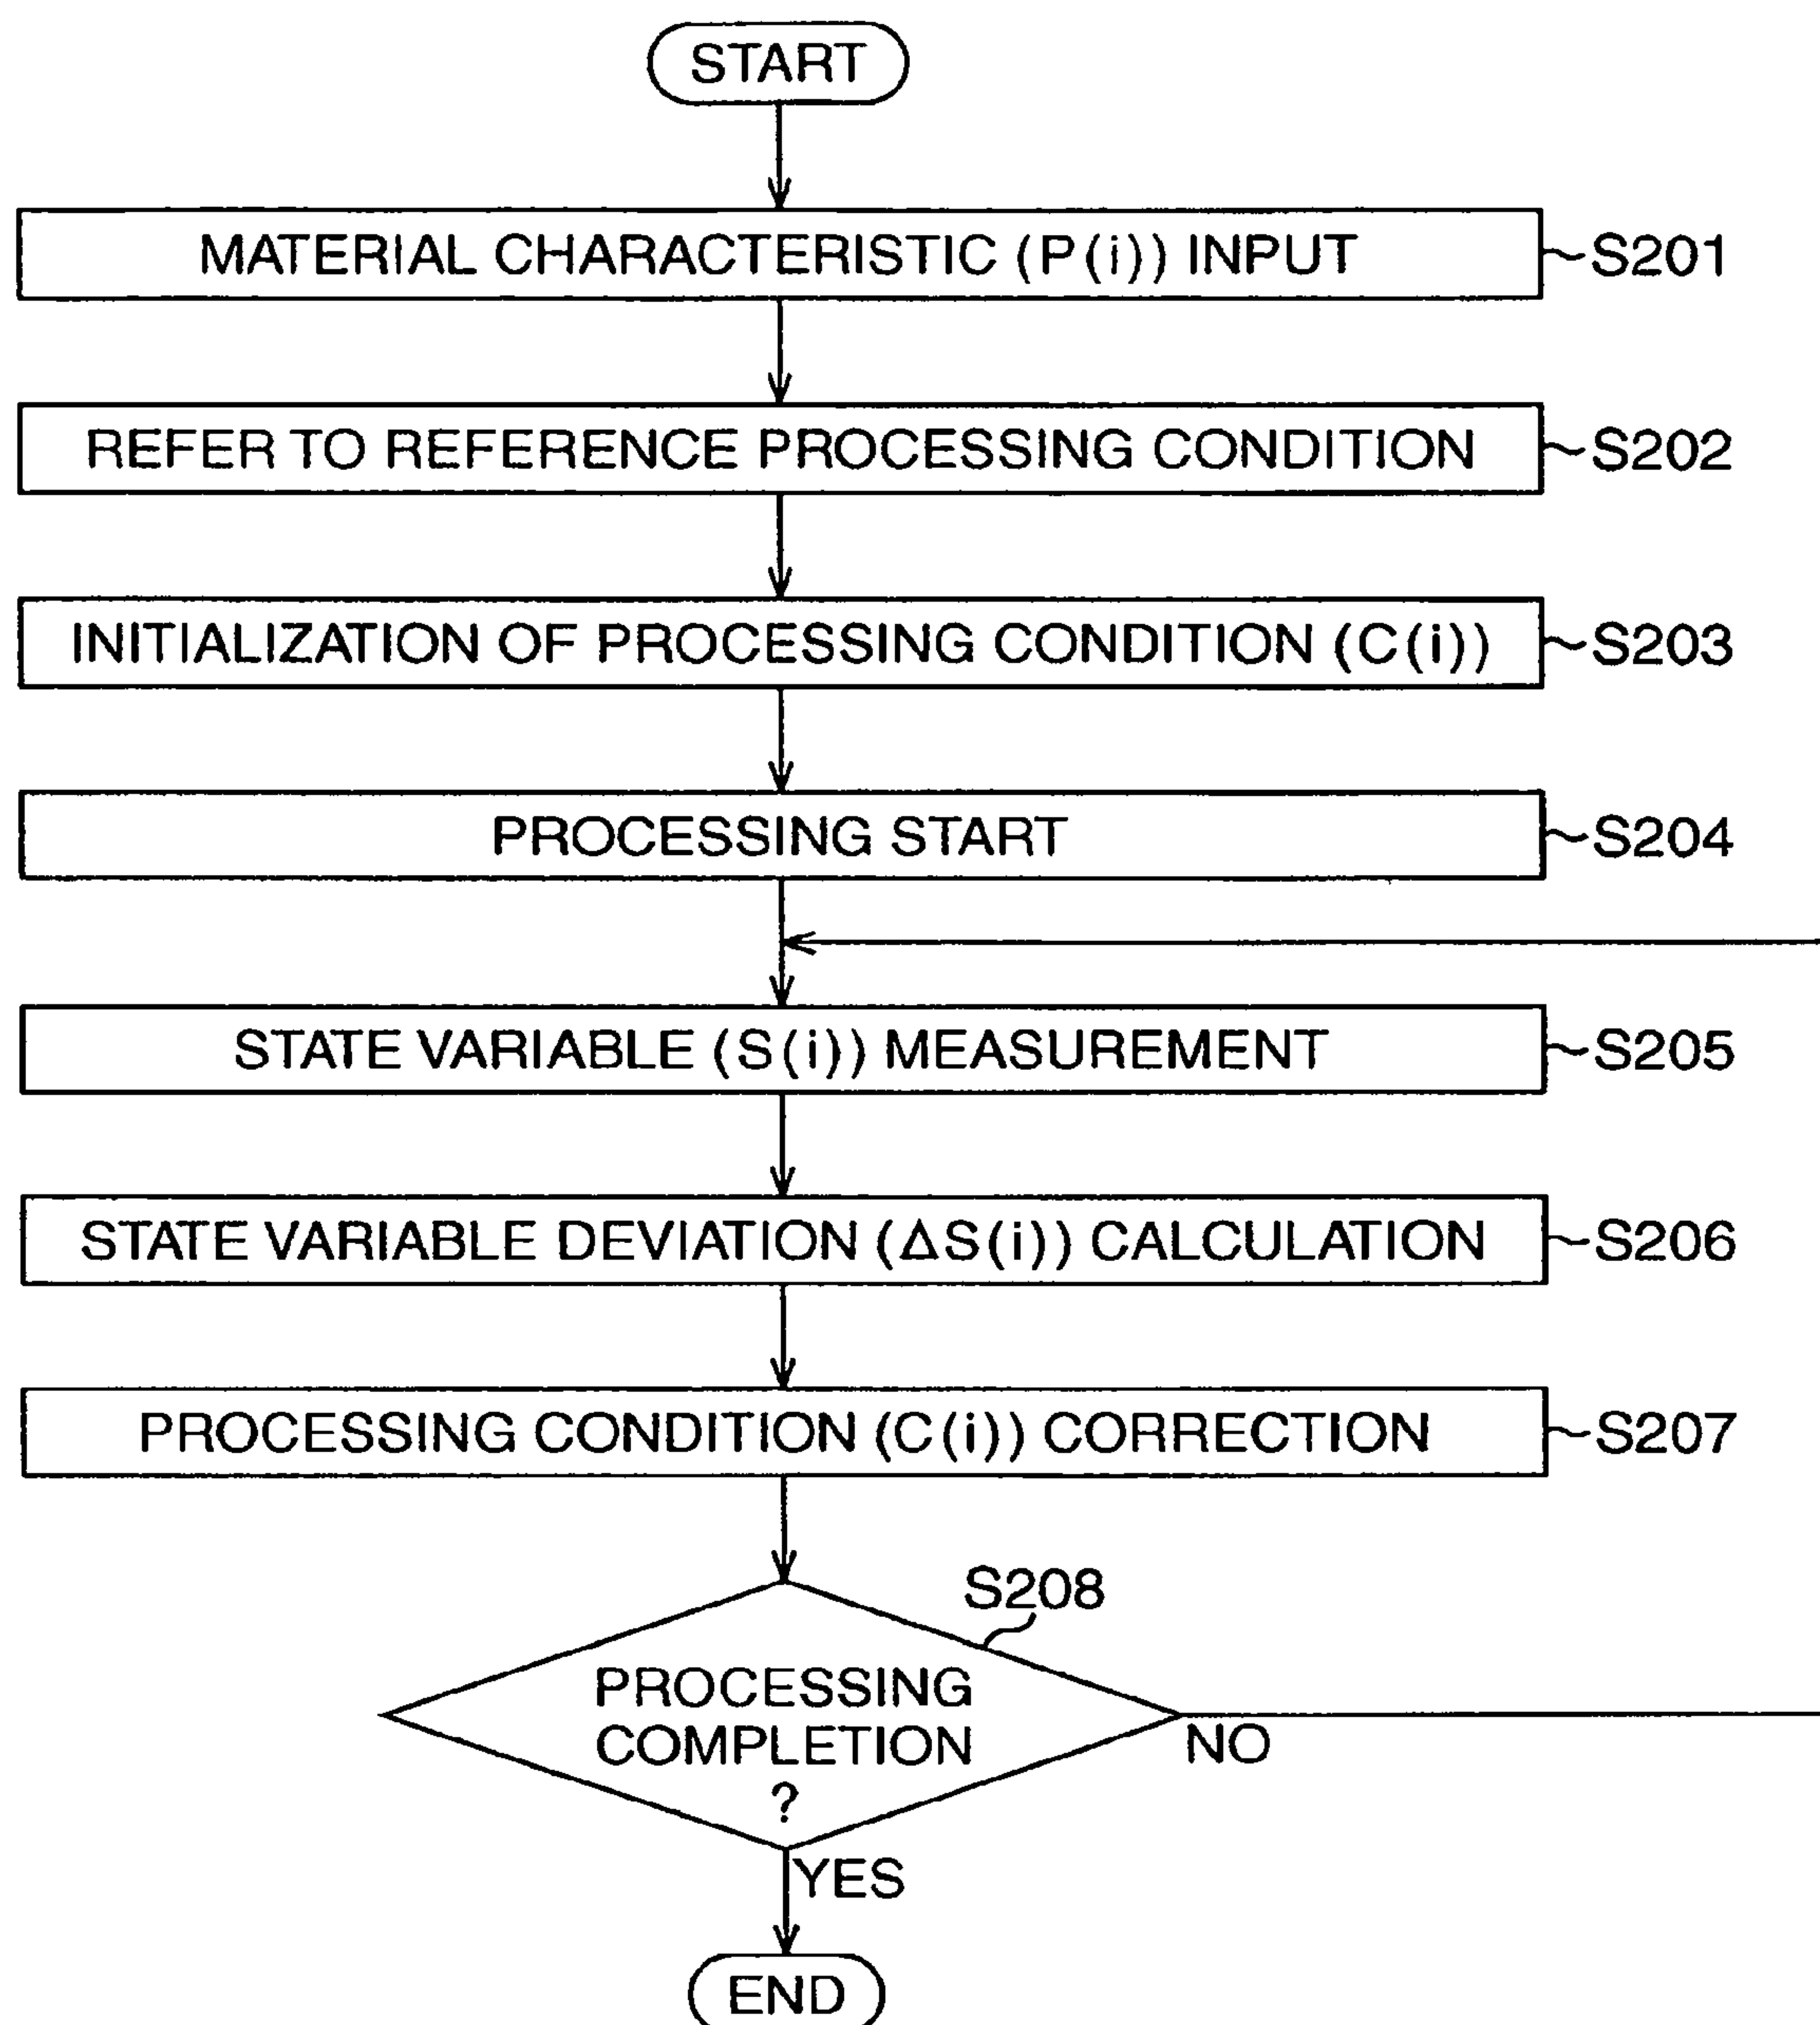 START
MATERIAL CHARACTERISTIC (P(i)) INPUT S201
REFER TO REFERENCE PROCESSING CONDITION S202
INITIALIZATION OF PROCESSING CONDITION (C(i)) S203
PROCESSING START S204
STATE VARIABLE (S(i)) MEASUREMENT S205
STATE VARIABLE DEVIATION (ΔS(i)) CALCULATION S206
PROCESSING CONDITION (C(i)) CORRECTION S207
S208
PROCESSING
COMPLETION
?
NO
YES
END